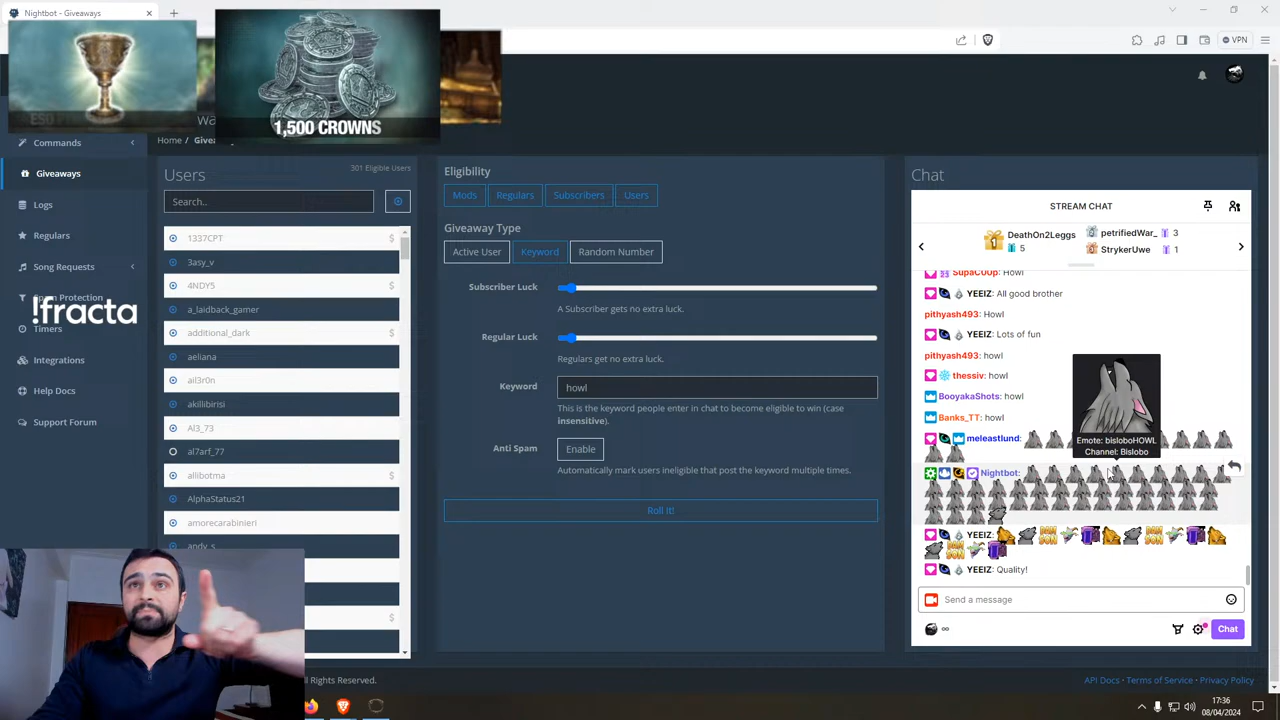 Nightbot - Giveaways
VPN
1,500 CROWNS
Home / Givea
Commands
Giveaways
Logs
Regulars
Song Requests
Spam Protection
!fracta
Timers
Integrations
Help Docs
Support Forum
Users
301 Eligible Users
Search..
1337CPT
$
3asy_v
4NDY5
$
a_laidback_gamer
additional_dark
$
aeliana
ail3r0n
akillibirisi
Al3_73
$
al7arf_77
allibotma
$
AlphaStatus21
amorecarabinieri
andy_s
$
Eligibility
Mods
Regulars
Subscribers
Users
Giveaway Type
Active User
Keyword
Random Number
Subscriber Luck
A Subscriber gets no extra luck.
Regular Luck
Regulars get no extra luck.
Keyword
howl
This is the keyword people enter in chat to become eligible to win (case
insensitive).
Anti Spam
Enable
Automatically mark users ineligible that post the keyword multiple times.
Roll It!
Chat
STREAM CHAT
DeathOn2Leggs
5
petrifiedWar_ 3
StrykerUwe 1
SupaC0Up: Howl
YEEIZ: All good brother
pithyash493: Howl
YEEIZ: Lots of fun
pithyash493: howl
thessiv: howl
BooyakaShots: howl
Banks_TT: howl
meleastlund:
Emote: bisloboHOWL
Channel: Bislobo
Nightbot:
YEEIZ:
YEEIZ: Quality!
Send a message
Chat
l Rights Reserved.
API Docs · Terms of Service · Privacy Policy
17:36
08/04/2024